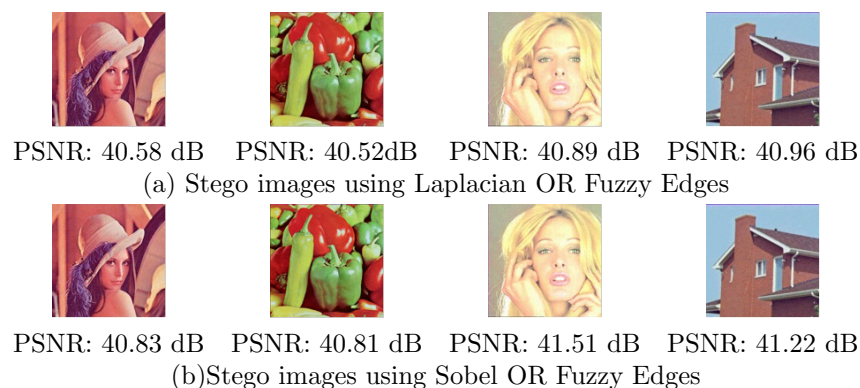 PSNR: 40.58 dB PSNR: 40.52dB PSNR: 40.89 dB PSNR: 40.96 dB
(a) Stego images using Laplacian OR Fuzzy Edges
PSNR: 40.83 dB PSNR: 40.81 dB PSNR: 41.51 dB PSNR: 41.22 dB
(b)Stego images using Sobel OR Fuzzy Edges